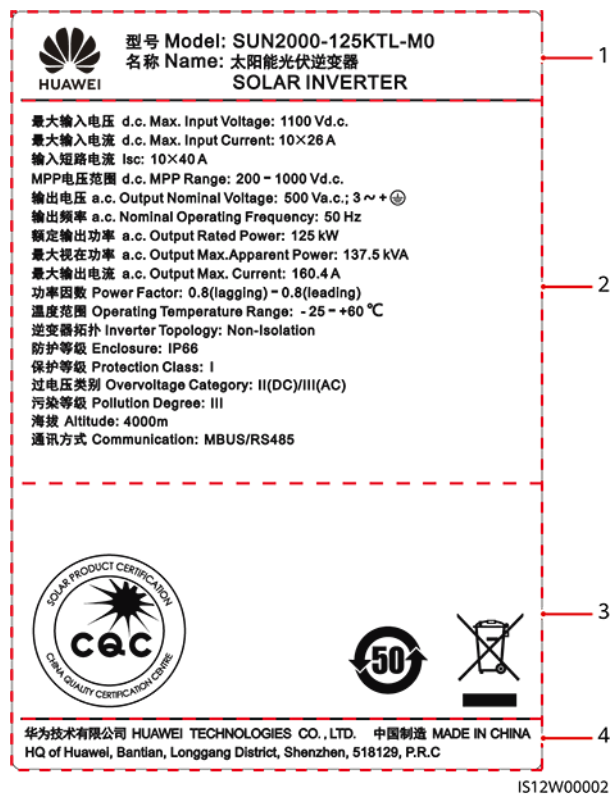 HUAWEI
型号 Model: SUN2000-125KTL-M0
名称 Name: 太阳能光伏逆变器
SOLAR INVERTER
1
最大输入电压 d.c. Max. Input Voltage: 1100 Vd.c.
最大输入电流 d.c. Max. Input Current: 10×26 A
输入短路电流 Isc: 10×40 A
MPP电压范围 d.c. MPP Range: 200 - 1000 Vd.c.
输出电压 a.c. Output Nominal Voltage: 500 Va.c.; 3 ~ + ⏚
输出频率 a.c. Nominal Operating Frequency: 50 Hz
额定输出功率 a.c. Output Rated Power: 125 kW
最大视在功率 a.c. Output Max.Apparent Power: 137.5 kVA
最大输出电流 a.c. Output Max. Current: 160.4 A
功率因数 Power Factor: 0.8(lagging) - 0.8(leading)
温度范围 Operating Temperature Range: - 25 - +60 ℃
逆变器拓扑 Inverter Topology: Non-Isolation
防护等级 Enclosure: IP66
保护等级 Protection Class: I
过电压类别 Overvoltage Category: II(DC)/III(AC)
污染等级 Pollution Degree: III
海拔 Altitude: 4000m
通讯方式 Communication: MBUS/RS485
2
SOLAR PRODUCT CERTIFICATION
CQC
CHINA QUALITY CERTIFICATION CENTRE
50
3
华为技术有限公司 HUAWEI TECHNOLOGIES CO., LTD. 中国制造 MADE IN CHINA
HQ of Huawei, Bantian, Longgang District, Shenzhen, 518129, P.R.C
4
IS12W00002